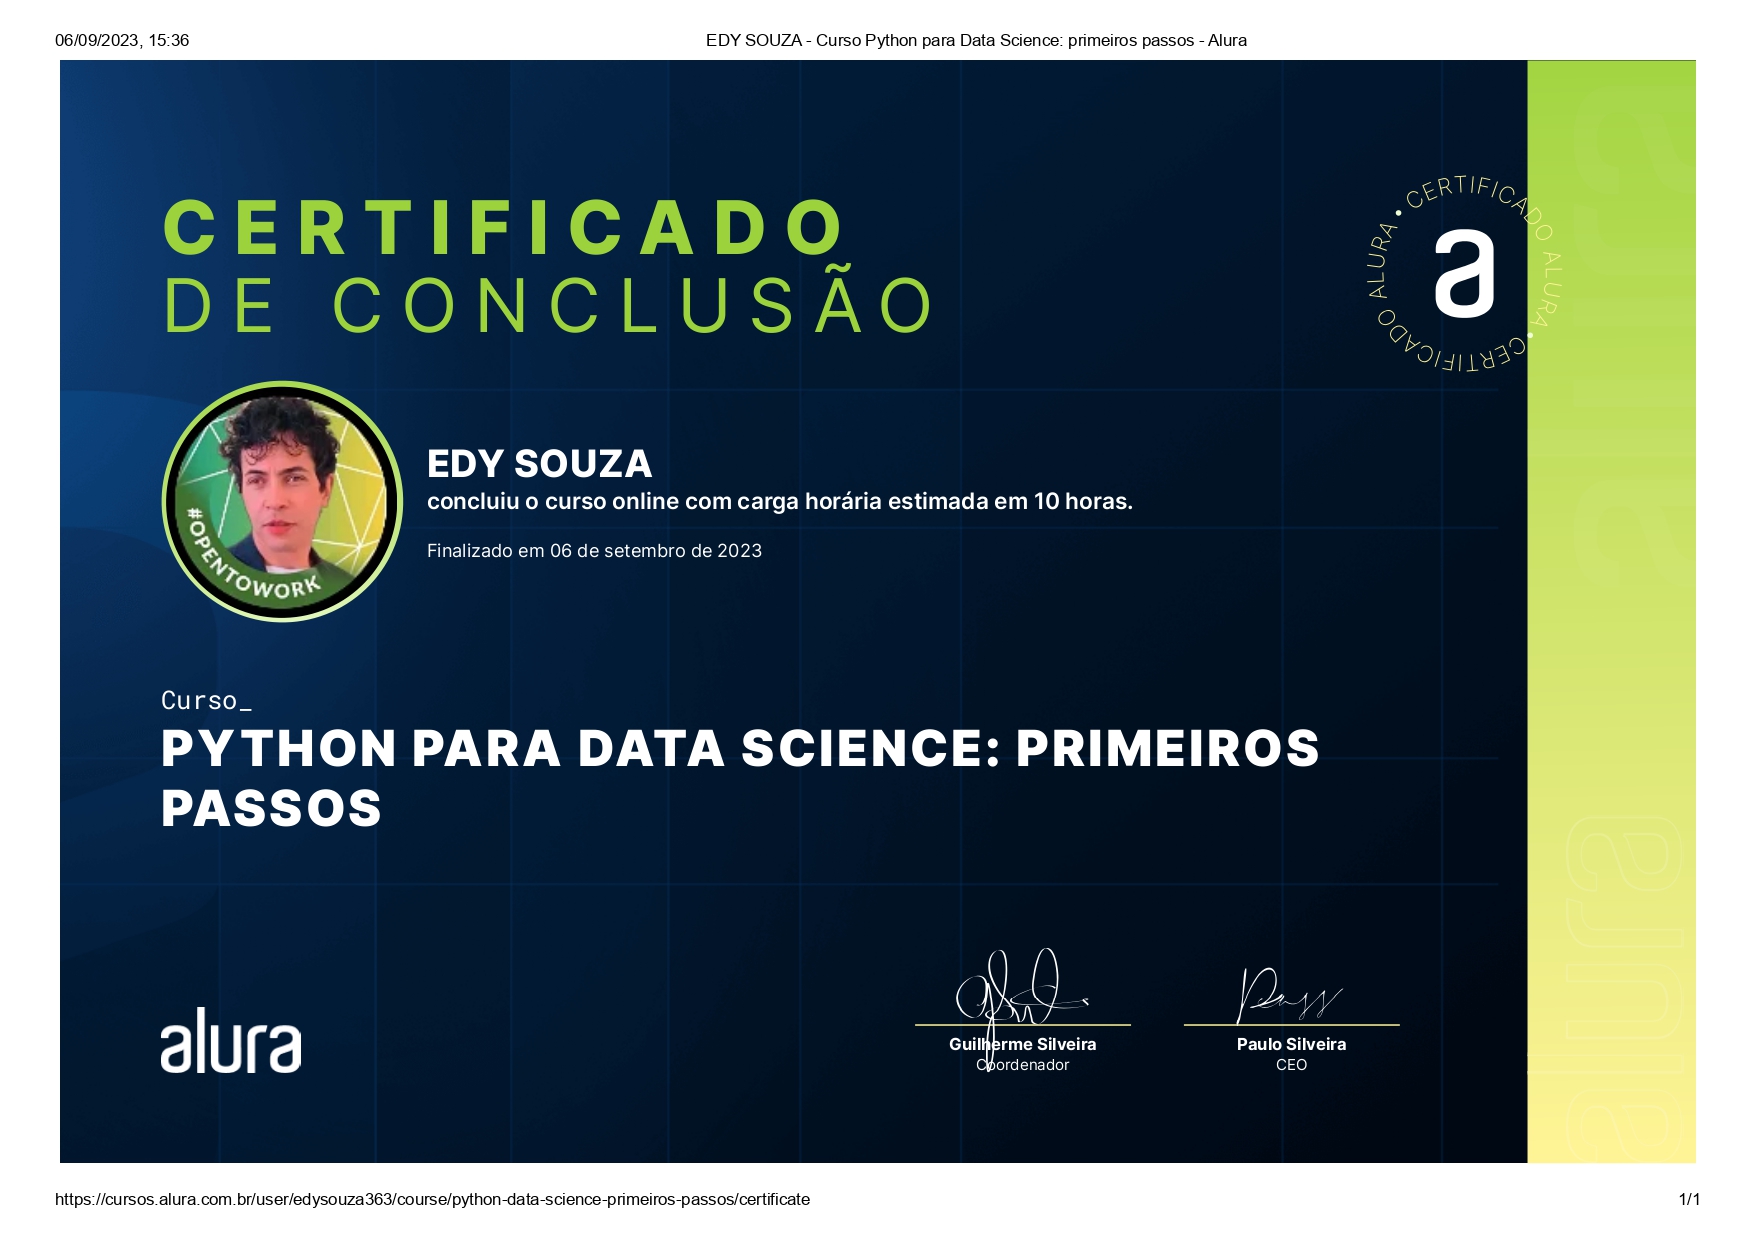 06/09/2023, 15:36
EDY SOUZA - Curso Python para Data Science: primeiros passos - Alura
CERTIFICADO
DE CONCLUSÃO
• CERTIFICADO ALURA • CERTIFICADO ALURA
a
alura
#OPENTOWORK
EDY SOUZA
concluiu o curso online com carga horária estimada em 10 horas.
Finalizado em 06 de setembro de 2023
Curso_
PYTHON PARA DATA SCIENCE: PRIMEIROS
PASSOS
alura
alura
Guilherme Silveira
Coordenador
Paulo Silveira
CEO
https://cursos.alura.com.br/user/edysouza363/course/python-data-science-primeiros-passos/certificate
1/1